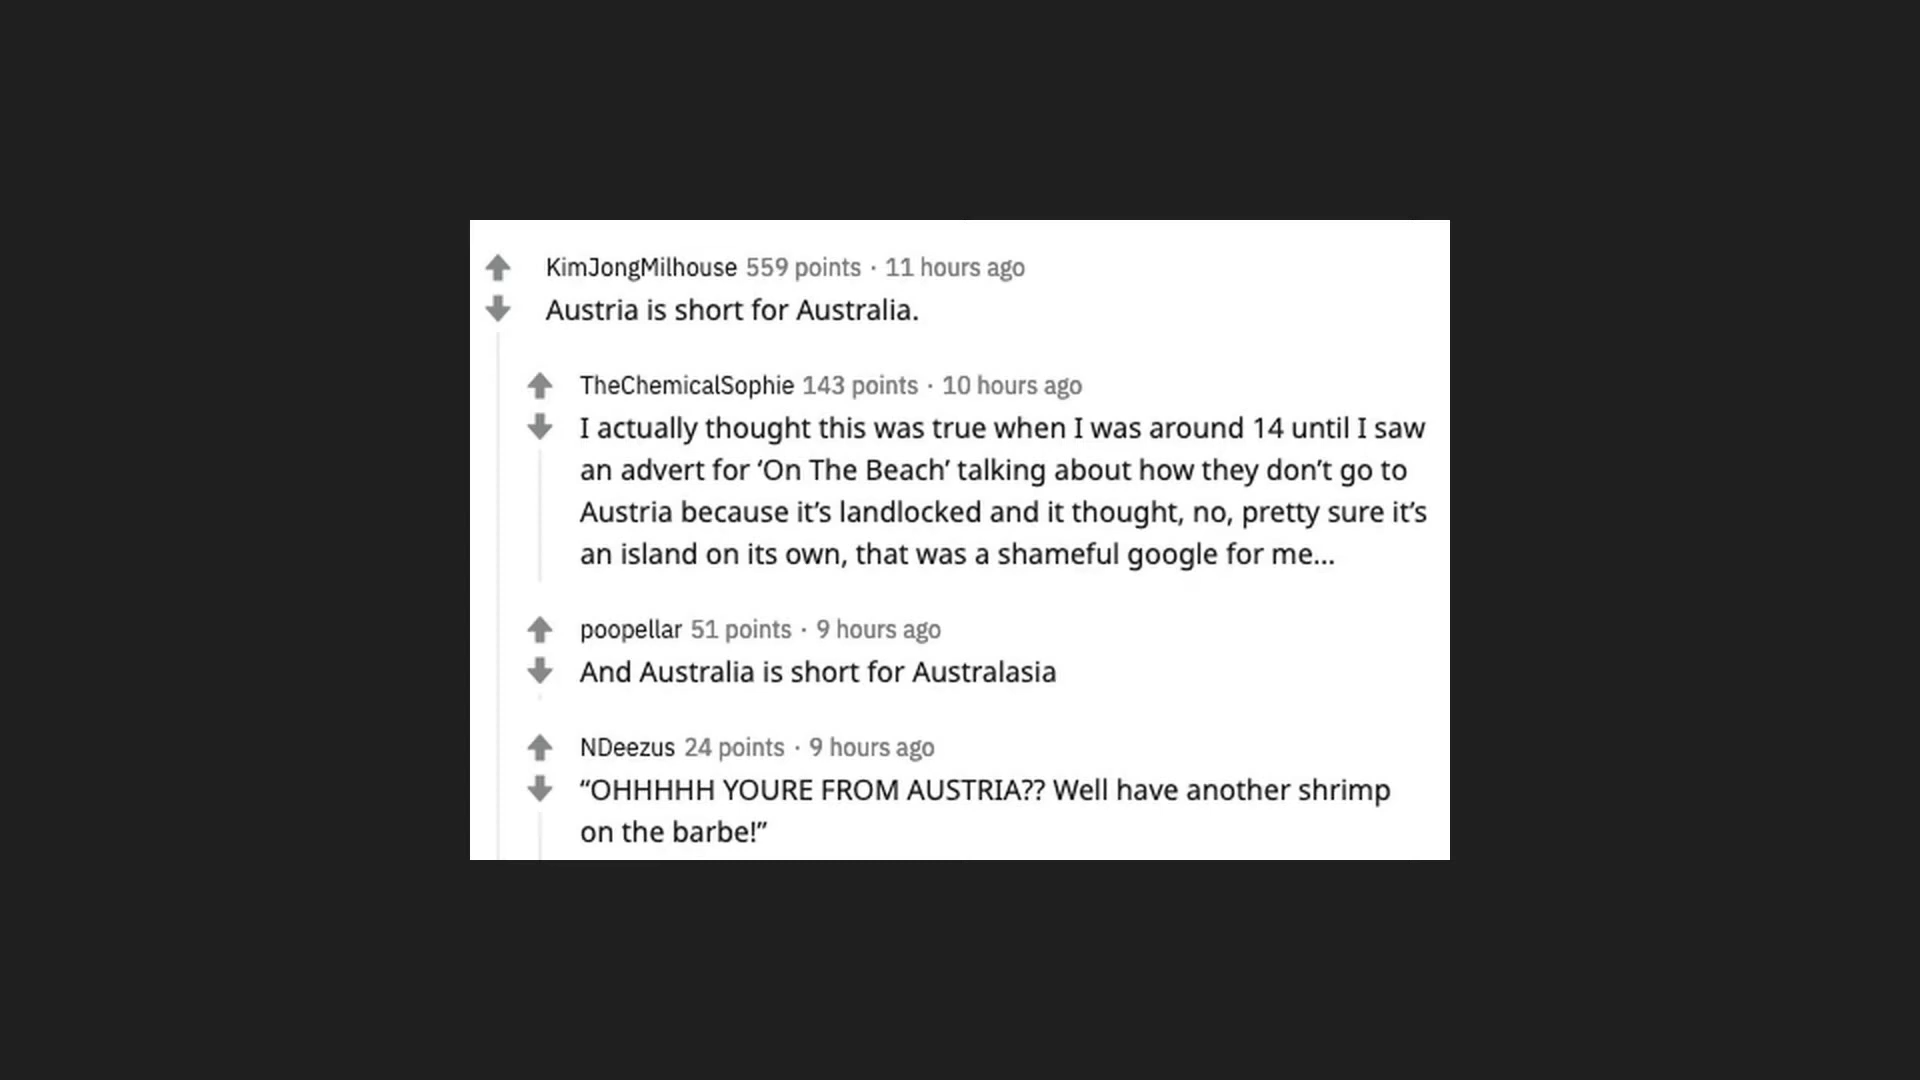 KimJongMilhouse 559 points · 11 hours ago
Austria is short for Australia.
TheChemicalSophie 143 points · 10 hours ago
I actually thought this was true when I was around 14 until I saw
an advert for ‘On The Beach’ talking about how they don’t go to
Austria because it’s landlocked and it thought, no, pretty sure it’s
an island on its own, that was a shameful google for me...
poopellar 51 points · 9 hours ago
And Australia is short for Australasia
NDeezus 24 points · 9 hours ago
“OHHHHH YOURE FROM AUSTRIA?? Well have another shrimp
on the barbe!”